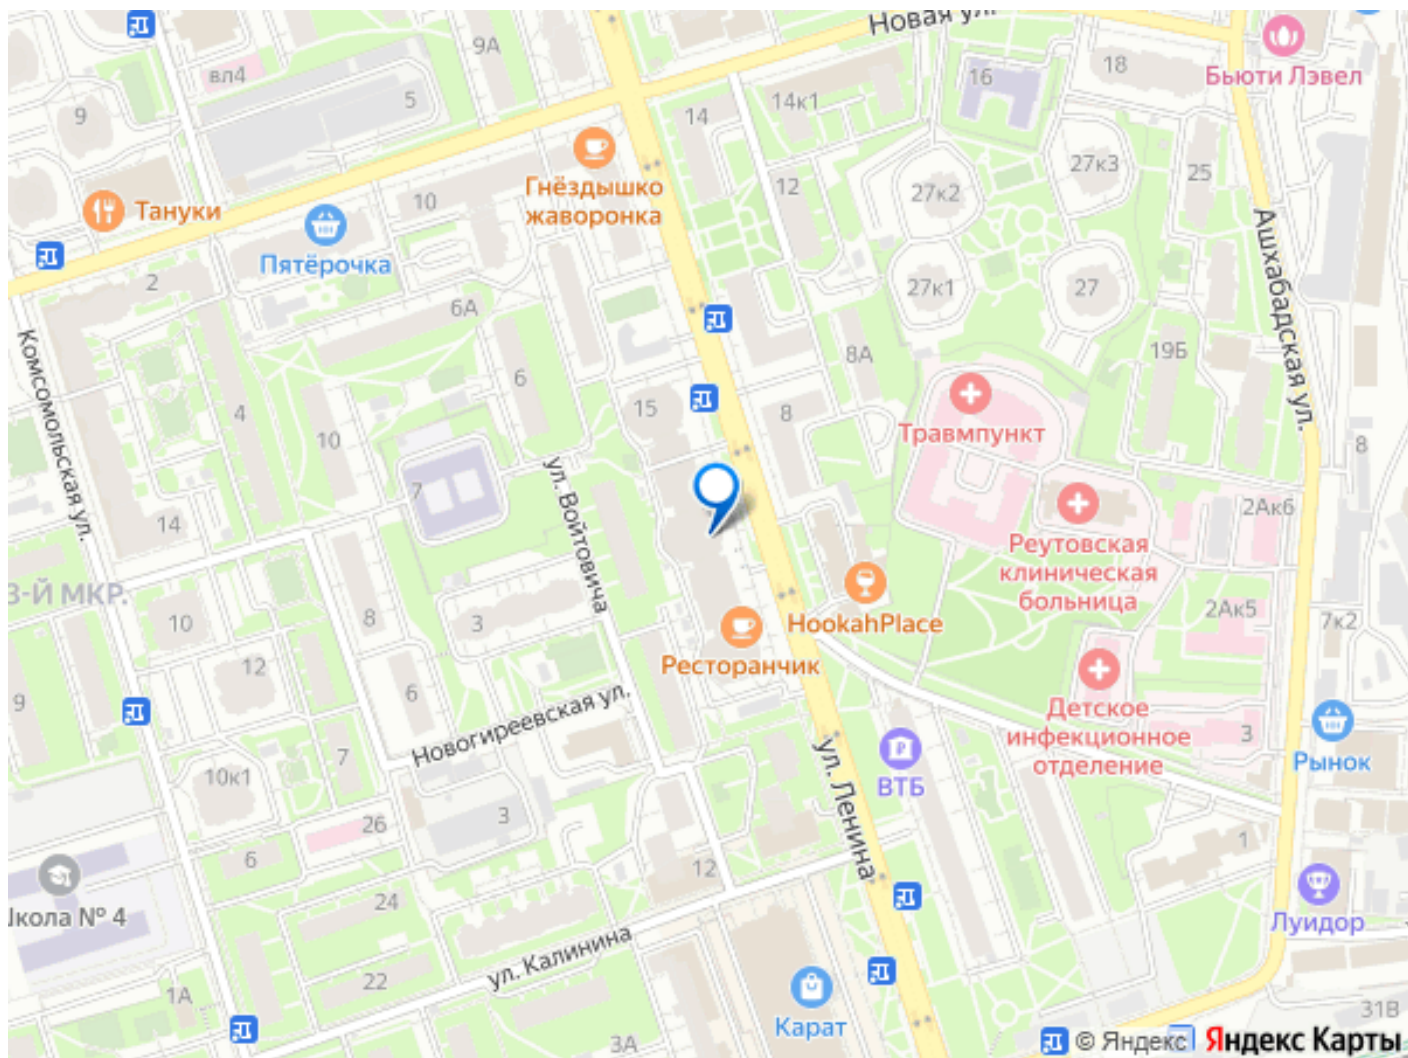 Новая ул.
9А
вл4
5
9
14
14к1
16
18
Бьюти Лэвел
27к3
27к2
25
12
10
Гнёздышко
жаворонка
Тануки
Пятёрочка
2
6А
27к1
27
Ашхабадская ул.
Комсомольская ул.
4
10
6
15
8А
8
19Б
Травмпункт
8
7
14
ул. Войтовича
2Ак6
Реутовская
клиническая
больница
3-Й МКР.
10
8
3
HookahPlace
2Ак5
7к2
Ресторанчик
12
6
9
Новогиреевская ул.
Детское
инфекционное
отделение
3
Рынок
7
10к1
ул. Ленина
ВТБ
26
3
6
12
1
Школа № 4
24
Луидор
ул. Калинина
22
1А
Карат
3А
31В
© Яндекс Яндекс Карты